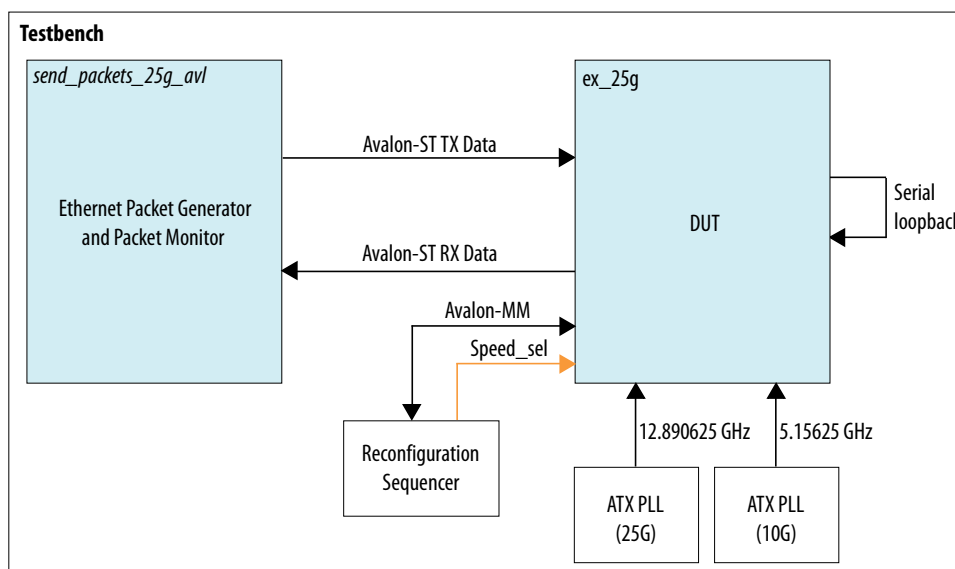 Testbench
send_packets_25g_avl
Ethernet Packet Generator
and Packet Monitor
Avalon-ST TX Data
Avalon-ST RX Data
Avalon-MM
Speed_sel
ex_25g
DUT
Serial
loopback
Reconfiguration
Sequencer
12.890625 GHz
5.15625 GHz
ATX PLL
(25G)
ATX PLL
(10G)